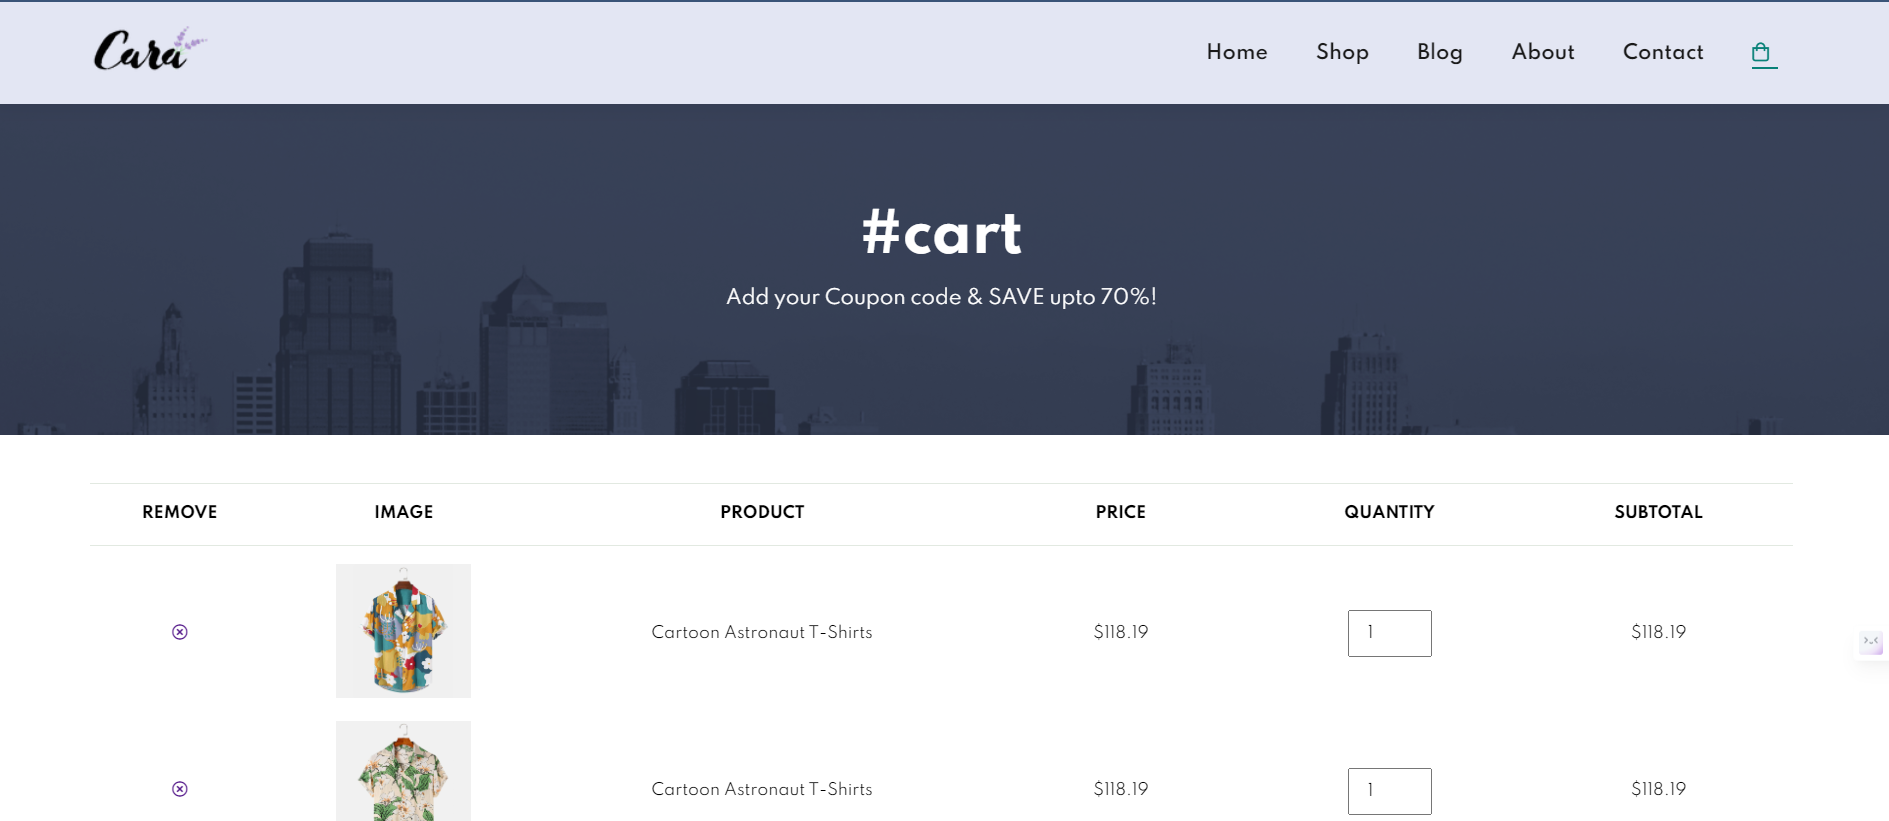 Cara
Home Shop Blog About Contact
#cart
Add your Coupon code & SAVE upto 70%!
REMOVE IMAGE PRODUCT PRICE QUANTITY SUBTOTAL
Cartoon Astronaut T-Shirts $118.19 1 $118.19
Cartoon Astronaut T-Shirts $118.19 1 $118.19